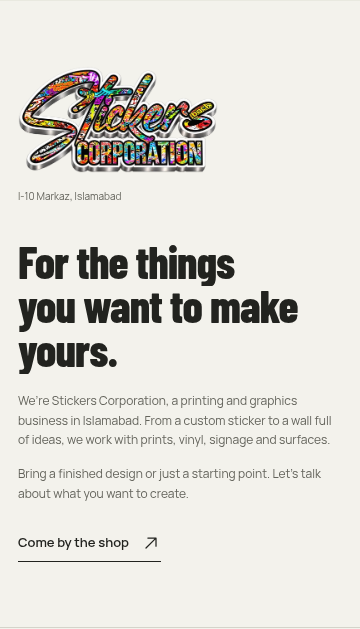 Stickers
CORPORATION
I-10 Markaz, Islamabad
For the things
you want to make
yours.
We're Stickers Corporation, a printing and graphics
business in Islamabad. From a custom sticker to a wall full
of ideas, we work with prints, vinyl, signage and surfaces.
Bring a finished design or just a starting point. Let's talk
about what you want to create.
Come by the shop